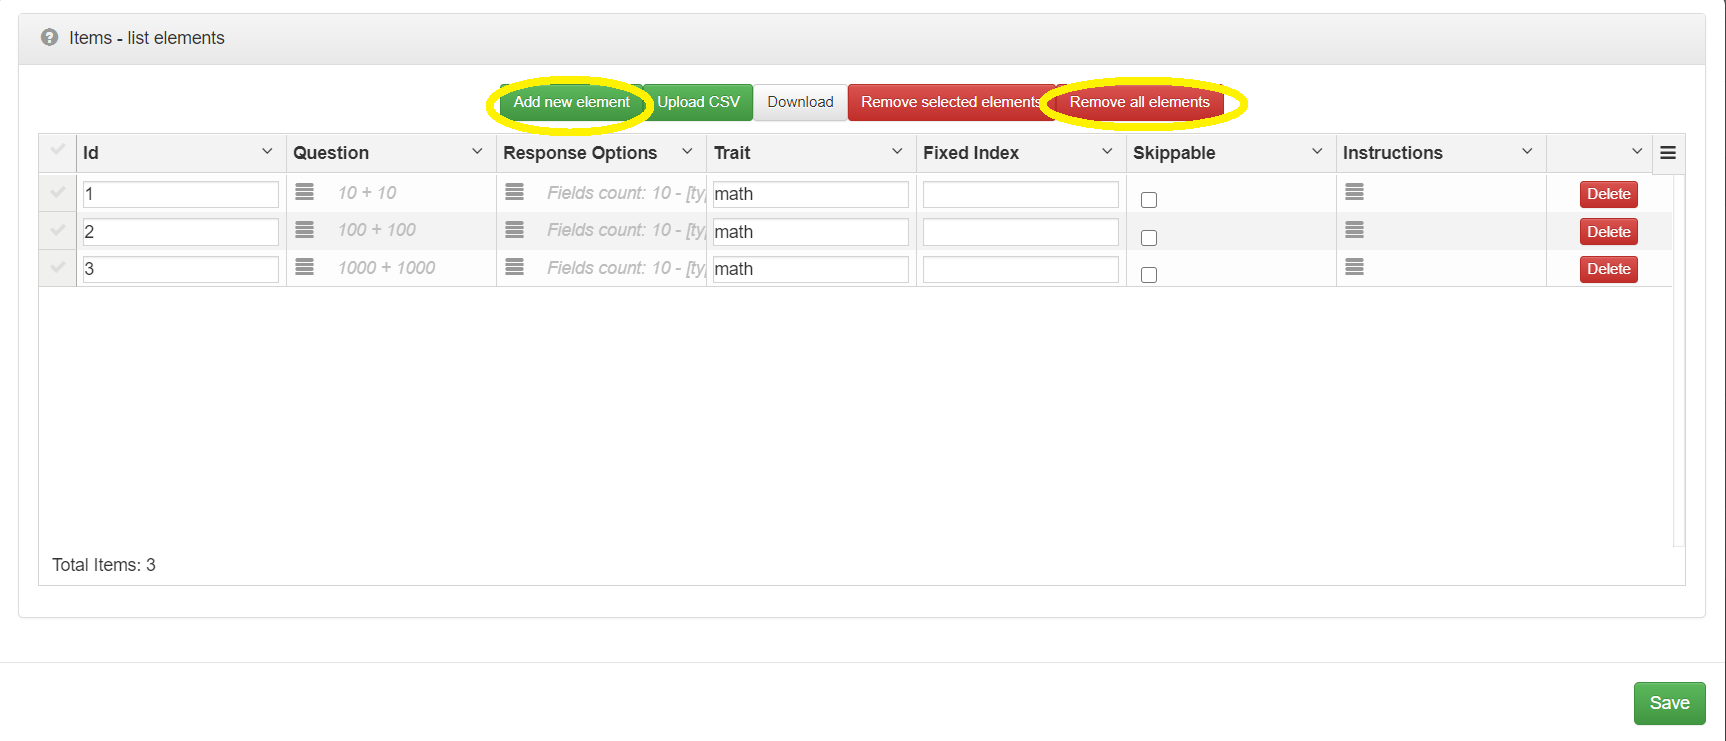 Items - list elements
Add new element Upload CSV Download Remove selected elements Remove all elements
Id Question Response Options Trait Fixed Index Skippable Instructions
1 10 + 10 Fields count: 10 - [ty math Delete
2 100 + 100 Fields count: 10 - [ty math Delete
3 1000 + 1000 Fields count: 10 - [ty math Delete
Total Items: 3
Save